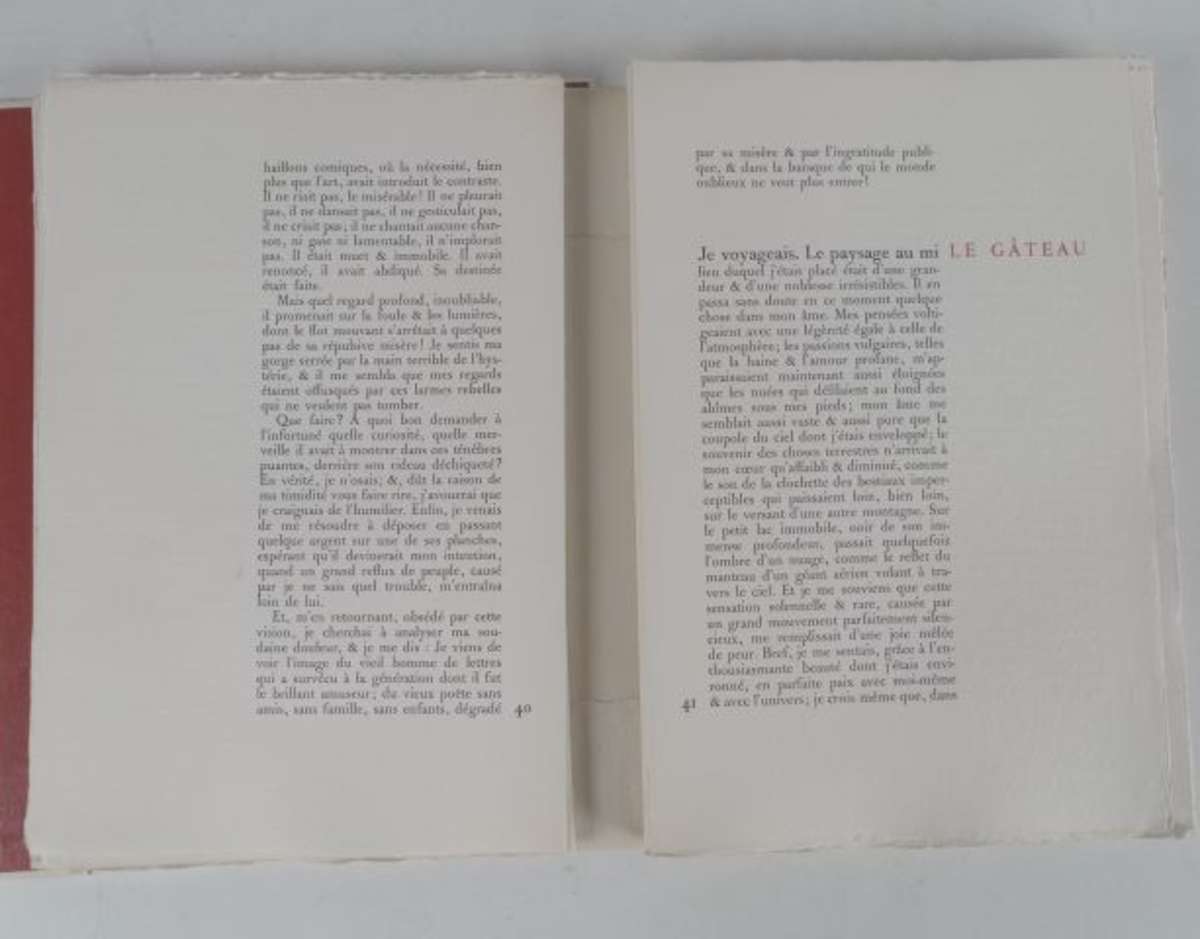 haillons comiques, où la nécessité, bien
plus que l'art, avait introduit le contraste.
Il ne riait pas, le misérable! Il ne pleurait
pas, il ne dansait pas, il ne gesticulait pas,
il ne criait pas; il ne chantait aucune chan-
son, ni gaie ni lamentable, il n'implorait
pas. Il était muet & immobile. Il avait
renoncé, il avait abdiqué. Sa destinée
était faite.
Mais quel regard profond, inoubliable,
il promenait sur la foule & les lumières,
dont le flot mouvant s'arrêtait à quelques
pas de sa répulsive misère! Je sentis ma
gorge serrée par la main terrible de l'hys-
térie, & il me sembla que mes regards
étaient offusqués par ces larmes rebelles
qui ne veulent pas tomber.
Que faire? A quoi bon demander à
l'infortuné quelle curiosité, quelle mer-
veille il avait à montrer dans ces ténèbres
puantes, derrière son rideau déchiqueté?
En vérité, je n'osais; &, dût la raison de
ma timidité vous faire rire, j'avouerai que
je craignais de l'humilier. Enfin, je venais
de me résoudre à déposer en passant
quelque argent sur une de ses planches,
espérant qu'il devinerait mon intention,
quand un grand reflux de peuple, causé
par je ne sais quel trouble, m'entraîna
loin de lui.
Et, m'en retournant, obsédé par cette
vision, je cherchai à analyser ma sou-
daine douleur, & je me dis : Je viens de
voir l'image du vieil homme de lettres
qui a survécu à la génération dont il fut
le brillant amuseur; du vieux poète sans
amis, sans famille, sans enfants, dégradé
40
par sa misère & par l'ingratitude publi-
que, & dans la baraque de qui le monde
oublieux ne veut plus entrer!
Je voyageais. Le paysage au mi LE GÂTEAU
lieu duquel j'étais placé était d'une gran-
deur & d'une noblesse irrésistibles. Il en
passa sans doute en ce moment quelque
chose dans mon âme. Mes pensées volti-
geaient avec une légèreté égale à celle de
l'atmosphère; les passions vulgaires, telles
que la haine & l'amour profane, m'ap-
paraissaient maintenant aussi éloignées
que les nuées qui défilaient au fond des
abîmes sous mes pieds; mon âme me
semblait aussi vaste & aussi pure que la
coupole du ciel dont j'étais enveloppé; le
souvenir des choses terrestres n'arrivait à
mon cœur qu'affaibli & diminué, comme
le son de la clochette des bestiaux imper-
ceptibles qui paissaient loin, bien loin,
sur le versant d'une autre montagne. Sur
le petit lac immobile, noir de son im-
mense profondeur, passait quelquefois
l'ombre d'un nuage, comme le reflet du
manteau d'un géant aérien volant à tra-
vers le ciel. Et je me souviens que cette
sensation solennelle & rare, causée par
un grand mouvement parfaitement silen-
cieux, me remplissait d'une joie mêlée
de peur. Bref, je me sentais, grâce à l'en-
thousiasmante beauté dont j'étais envi-
ronné, en parfaite paix avec moi-même
41 & avec l'univers; je crois même que, dans